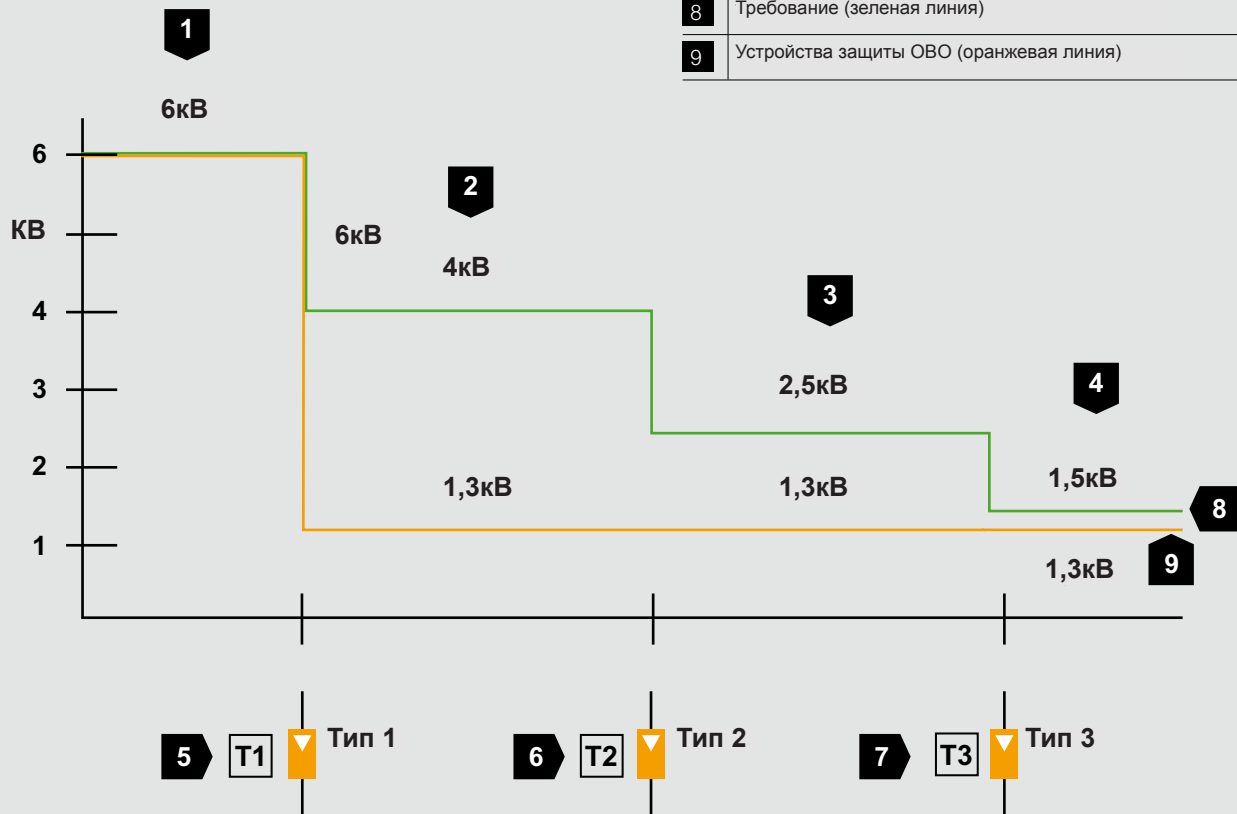 8 Требование (зеленая линия)
9 Устройства защиты ОВО (оранжевая линия)
1
6кВ
6
2
КВ
6кВ
4кВ
3
4
2,5кВ
4
3
2
1,3кВ
1,3кВ
1,5кВ
8
1
1,3кВ
9
5 T1 Тип 1
6 T2 Тип 2
7 T3 Тип 3